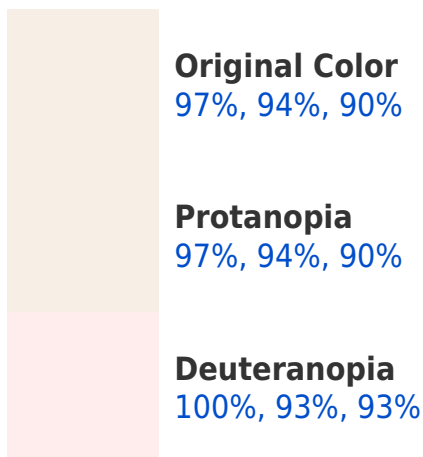 Original Color
97%, 94%, 90%
Protanopia
97%, 94%, 90%
Deuteranopia
100%, 93%, 93%